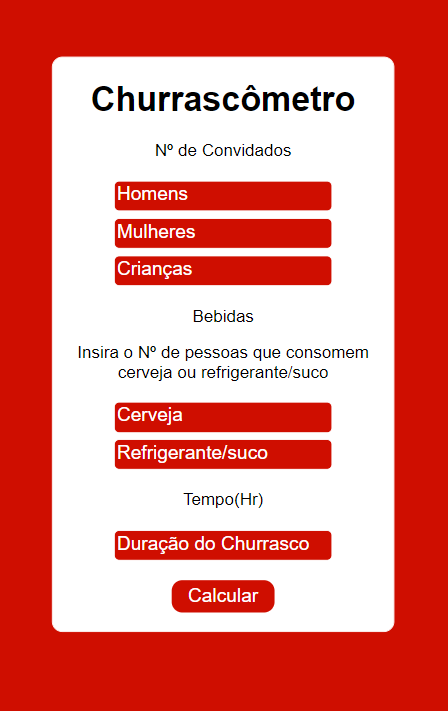 Churrascômetro
Nº de Convidados
Homens
Mulheres
Crianças
Bebidas
Insira o Nº de pessoas que consomem
cerveja ou refrigerante/suco
Cerveja
Refrigerante/suco
Tempo(Hr)
Duração do Churrasco
Calcular